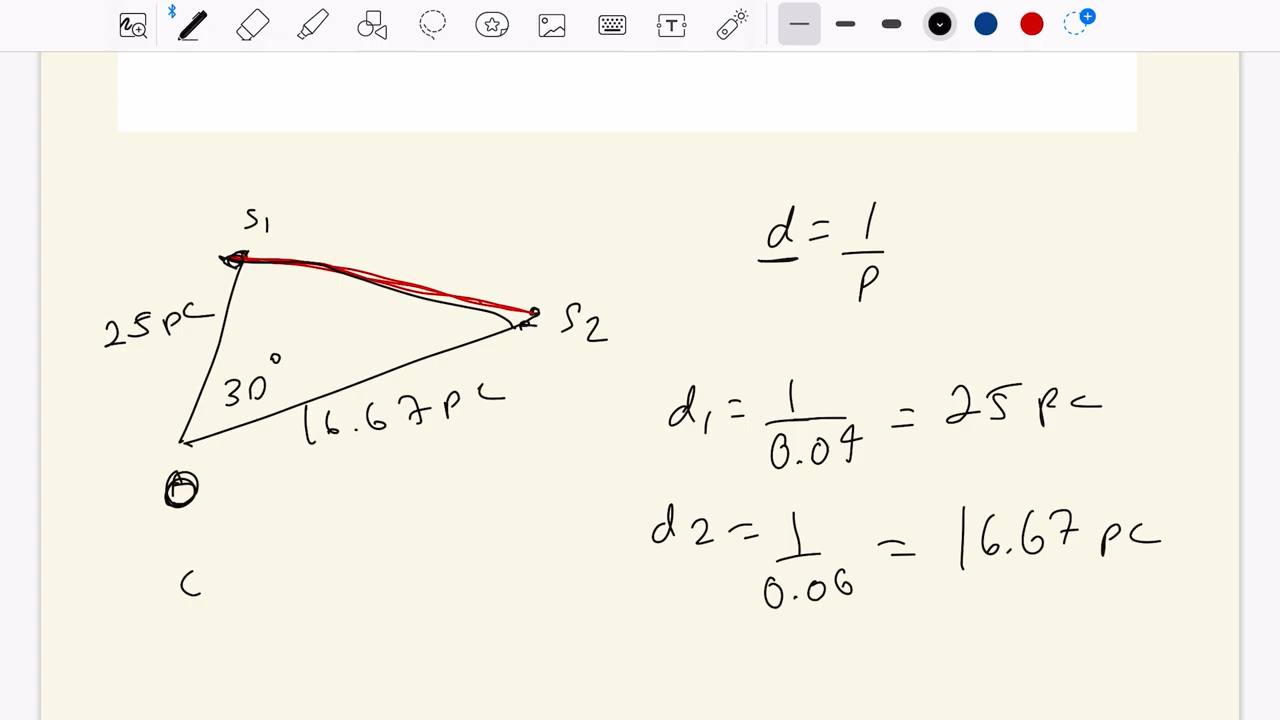 S1
25 pc
30°
S2
16.67 pc
C
d = 1/p
d1 = 1/0.04 = 25 pc
d2 = 1/0.06 = 16.67 pc